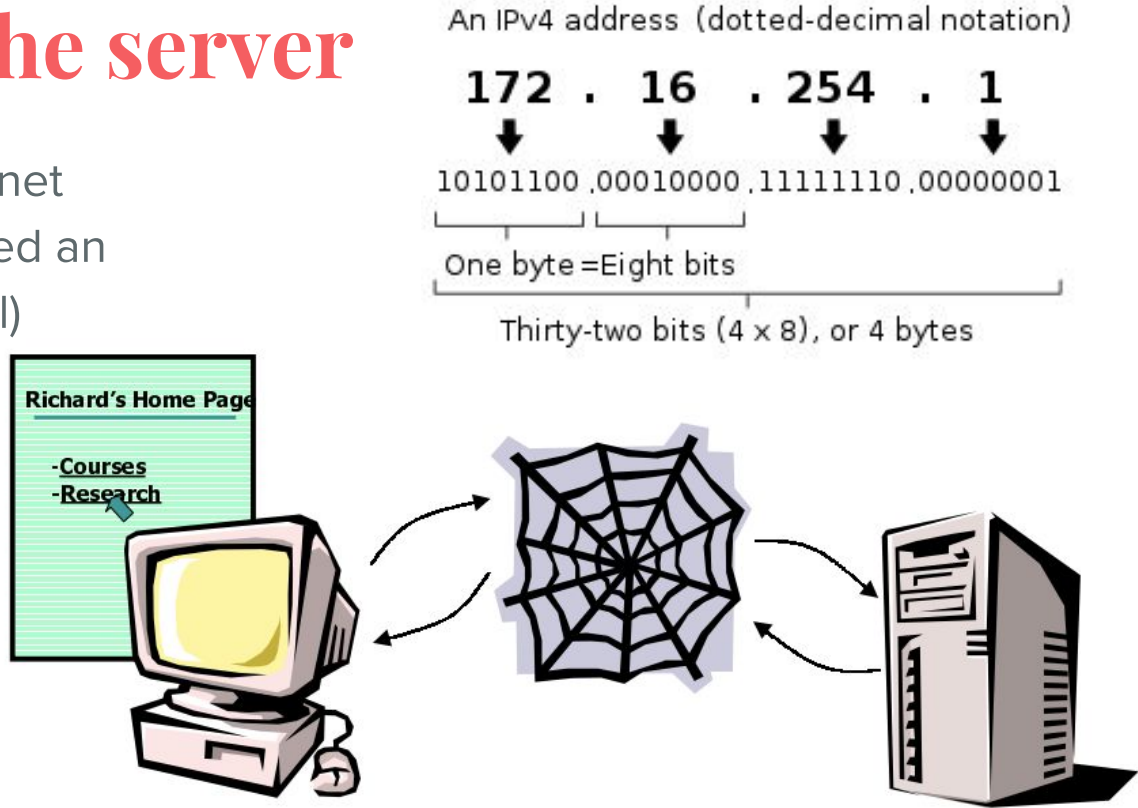 he server
net
ed an
l)
An IPv4 address (dotted-decimal notation)
172 . 16 . 254 . 1
10101100 .00010000 .11111110 .00000001
One byte =Eight bits
Thirty-two bits (4 x 8), or 4 bytes
Richard's Home Page
-Courses
-Research